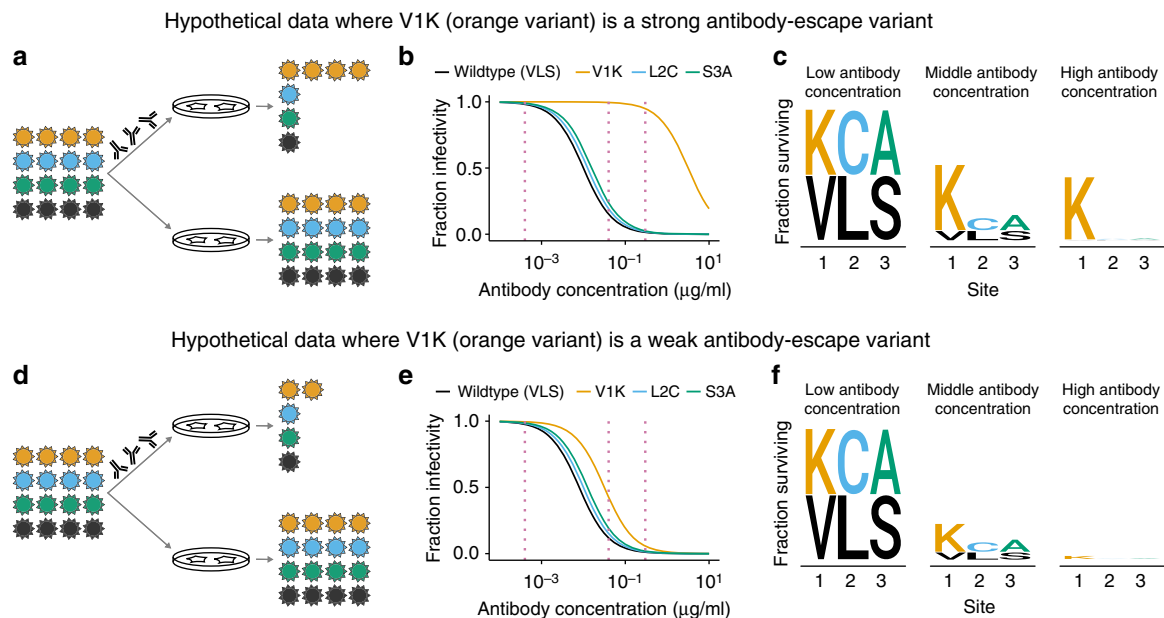 Hypothetical data where V1K (orange variant) is a strong antibody-escape variant
a
b
Wildtype (VLS) V1K L2C S3A
Fraction infectivity
1.0
0.5
0.0
10⁻³ 10⁻¹ 10¹
Antibody concentration (μg/ml)
c
Low antibody
concentration
Middle antibody
concentration
High antibody
concentration
Fraction surviving
KCA
VLS
K C A
V L S
K
1 2 3
1 2 3
1 2 3
Site
Hypothetical data where V1K (orange variant) is a weak antibody-escape variant
d
e
Wildtype (VLS) V1K L2C S3A
Fraction infectivity
1.0
0.5
0.0
10⁻³ 10⁻¹ 10¹
Antibody concentration (μg/ml)
f
Low antibody
concentration
Middle antibody
concentration
High antibody
concentration
Fraction surviving
KCA
VLS
K C A
V L S
K
1 2 3
1 2 3
1 2 3
Site